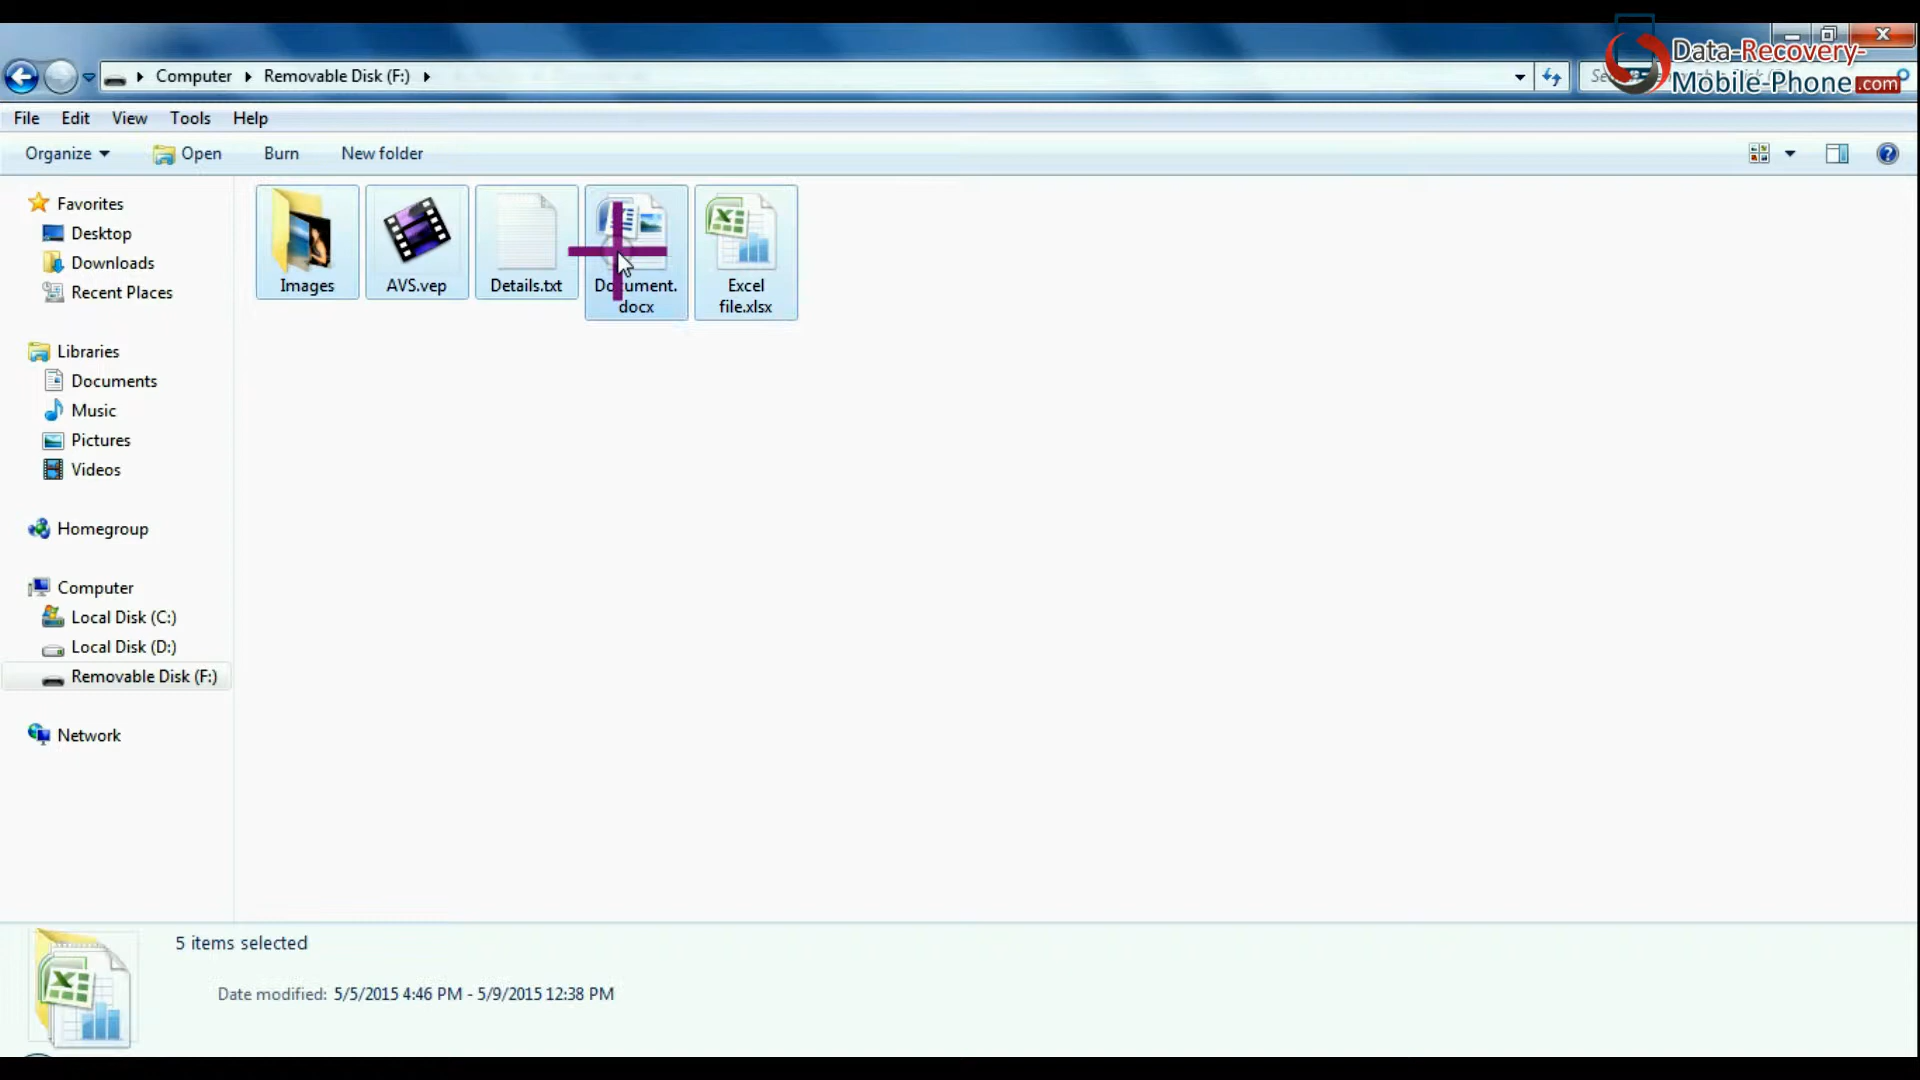 Data-Recovery-
Mobile-Phone.com
Computer
Removable Disk (F:)
File
Edit
View
Tools
Help
Organize
Open
Burn
New folder
Favorites
Desktop
Downloads
Recent Places
Libraries
Documents
Music
Pictures
Videos
Homegroup
Computer
Local Disk (C:)
Local Disk (D:)
Removable Disk (F:)
Network
Images
AVS.vep
Details.txt
Document.
docx
Excel
file.xlsx
5 items selected
Date modified: 5/5/2015 4:46 PM - 5/9/2015 12:38 PM